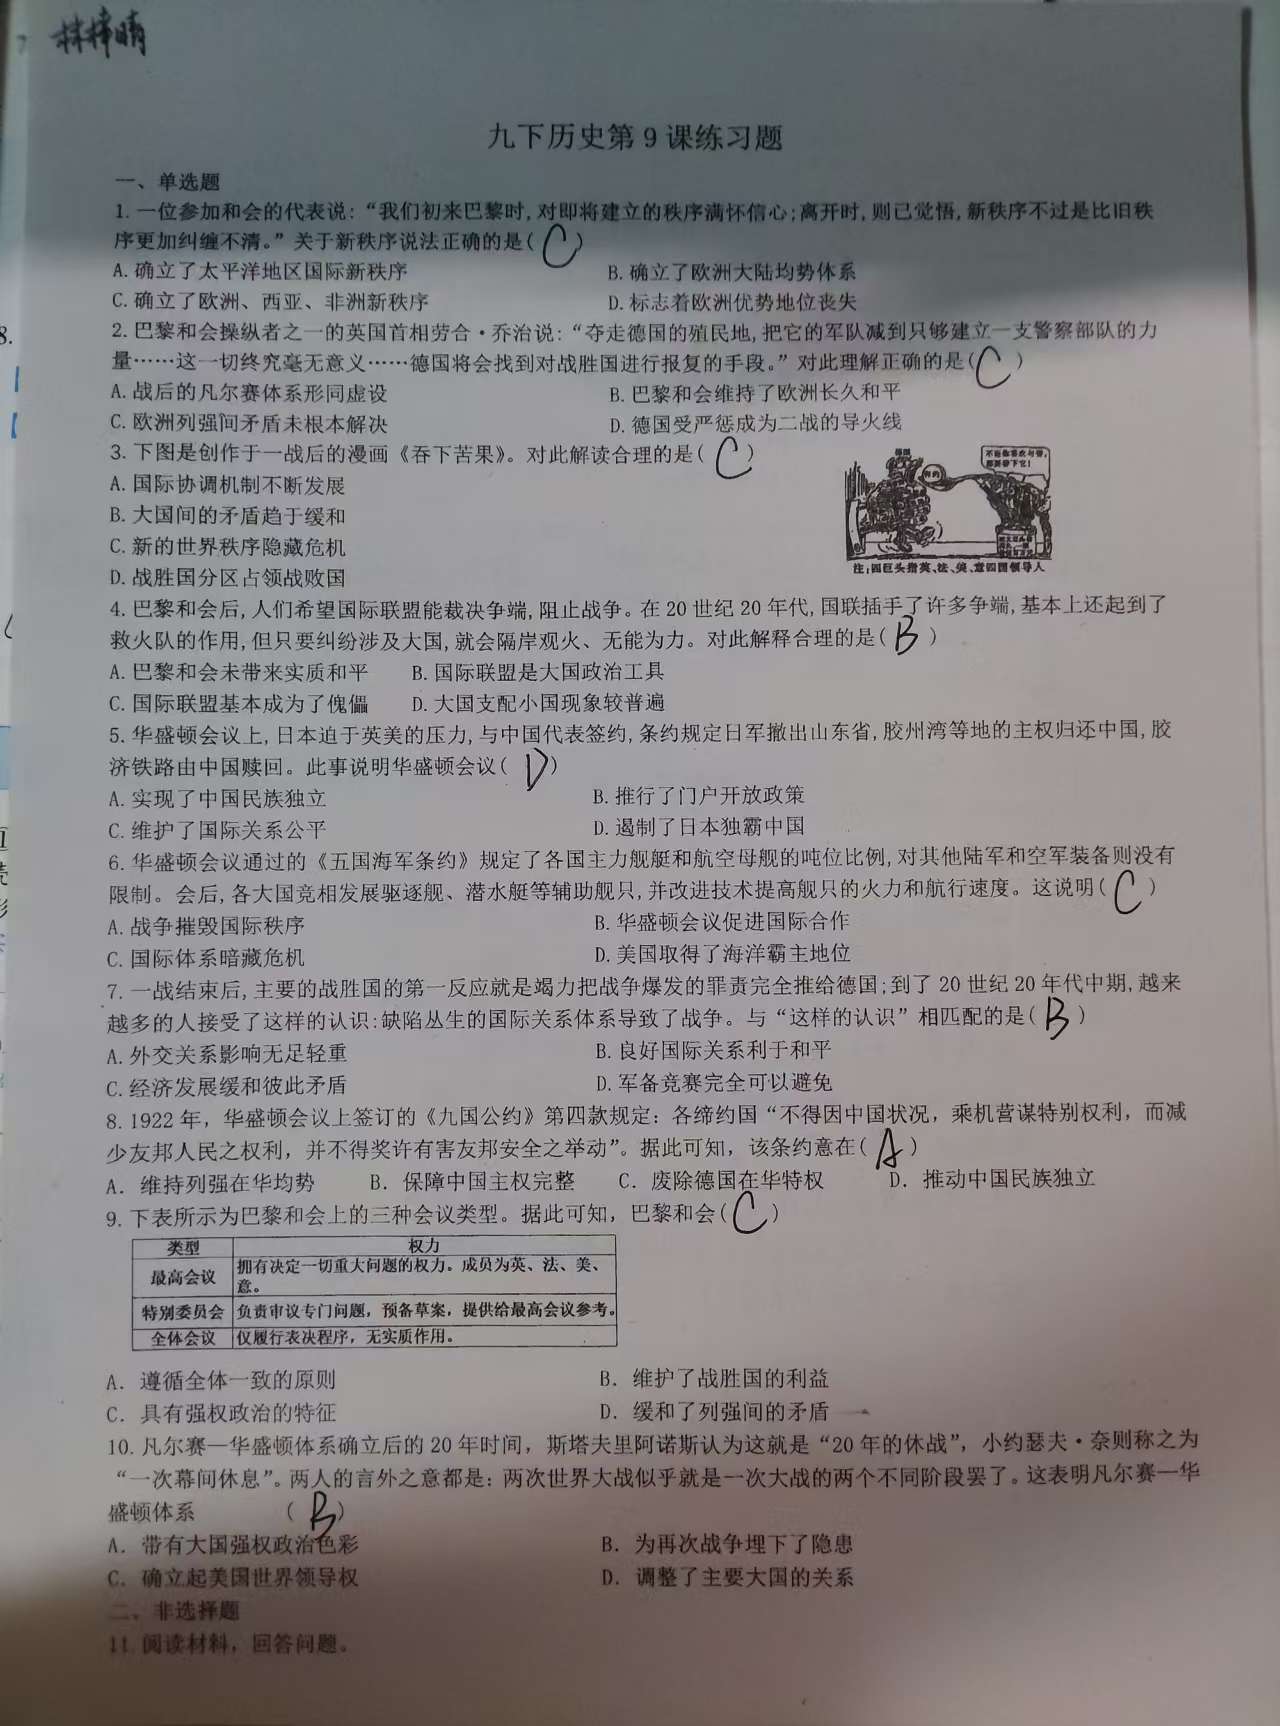 林梓晴
九下历史第9课练习题
一、单选题
1.一位参加和会的代表说:“我们初来巴黎时,对即将建立的秩序满怀信心;离开时,则已觉悟,新秩序不过是比旧秩
序更加纠缠不清。”关于新秩序说法正确的是( C )
A.确立了太平洋地区国际新秩序 B.确立了欧洲大陆均势体系
C.确立了欧洲、西亚、非洲新秩序 D.标志着欧洲优势地位丧失
2.巴黎和会操纵者之一的英国首相劳合·乔治说:“夺走德国的殖民地,把它的军队减到只够建立一支警察部队的力
量……这一切终究毫无意义……德国将会找到对战胜国进行报复的手段。”对此理解正确的是( C )
A.战后的凡尔赛体系形同虚设 B.巴黎和会维持了欧洲长久和平
C.欧洲列强间矛盾未根本解决 D.德国受严惩成为二战的导火线
3.下图是创作于一战后的漫画《吞下苦果》。对此解读合理的是( C )
A.国际协调机制不断发展
B.大国间的矛盾趋于缓和
C.新的世界秩序隐藏危机
D.战胜国分区占领战败国
注:四巨头指英、法、美、意四国领导人
4.巴黎和会后,人们希望国际联盟能裁决争端,阻止战争。在20世纪20年代,国联插手了许多争端,基本上还起到了
救火队的作用,但只要纠纷涉及大国,就会隔岸观火、无能为力。对此解释合理的是( B )
A.巴黎和会未带来实质和平 B.国际联盟是大国政治工具
C.国际联盟基本成为了傀儡 D.大国支配小国现象较普遍
5.华盛顿会议上,日本迫于英美的压力,与中国代表签约,条约规定日军撤出山东省,胶州湾等地的主权归还中国,胶
济铁路由中国赎回。此事说明华盛顿会议( D )
A.实现了中国民族独立 B.推行了门户开放政策
C.维护了国际关系公平 D.遏制了日本独霸中国
6.华盛顿会议通过的《五国海军条约》规定了各国主力舰艇和航空母舰的吨位比例,对其他陆军和空军装备则没有
限制。会后,各大国竞相发展驱逐舰、潜水艇等辅助舰只,并改进技术提高舰只的火力和航行速度。这说明( C )
A.战争摧毁国际秩序 B.华盛顿会议促进国际合作
C.国际体系暗藏危机 D.美国取得了海洋霸主地位
7.一战结束后,主要的战胜国的第一反应就是竭力把战争爆发的罪责完全推给德国;到了20世纪20年代中期,越来
越多的人接受了这样的认识:缺陷丛生的国际关系体系导致了战争。与“这样的认识”相匹配的是( B )
A.外交关系影响无足轻重 B.良好国际关系利于和平
C.经济发展缓和彼此矛盾 D.军备竞赛完全可以避免
8.1922年，华盛顿会议上签订的《九国公约》第四款规定：各缔约国“不得因中国状况，乘机营谋特别权利，而减
少友邦人民之权利，并不得奖许有害友邦安全之举动”。据此可知，该条约意在( A )
A．维持列强在华均势 B．保障中国主权完整 C．废除德国在华特权 D．推动中国民族独立
9.下表所示为巴黎和会上的三种会议类型。据此可知，巴黎和会( C )
类型 权力
最高会议 拥有决定一切重大问题的权力。成员为英、法、美、
意。
特别委员会 负责审议专门问题，预备草案，提供给最高会议参考。
全体会议 仅履行表决程序，无实质作用。
A．遵循全体一致的原则 B．维护了战胜国的利益
C．具有强权政治的特征 D．缓和了列强间的矛盾
10.凡尔赛—华盛顿体系确立后的20年时间，斯塔夫里阿诺斯认为这就是“20年的休战”，小约瑟夫·奈则称之为
“一次幕间休息”。两人的言外之意都是：两次世界大战似乎就是一次大战的两个不同阶段罢了。这表明凡尔赛—华
盛顿体系 ( B )
A．带有大国强权政治色彩 B．为再次战争埋下了隐患
C．确立起美国世界领导权 D．调整了主要大国的关系
二、非选择题
11.阅读材料，回答问题。